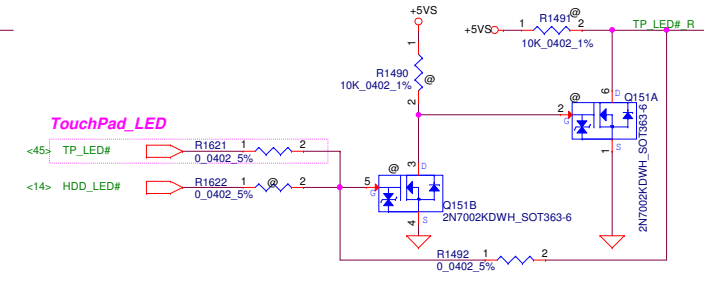 +5VS
@
R1491
1
2
+5VS
TP_LED#_R
10K_0402_1%
1
R1490
@
10K_0402_1%
2
@
6
D
Q151A
2
G
S
1
2N7002KDWH_SOT363-6
TouchPad_LED
<45> TP_LED#
R1621
1
2
0_0402_5%
<14> HDD_LED#
R1622
1
@
2
0_0402_5%
@
3
D
5
G
Q151B
2N7002KDWH_SOT363-6
4
S
R1492
1
2
0_0402_5%